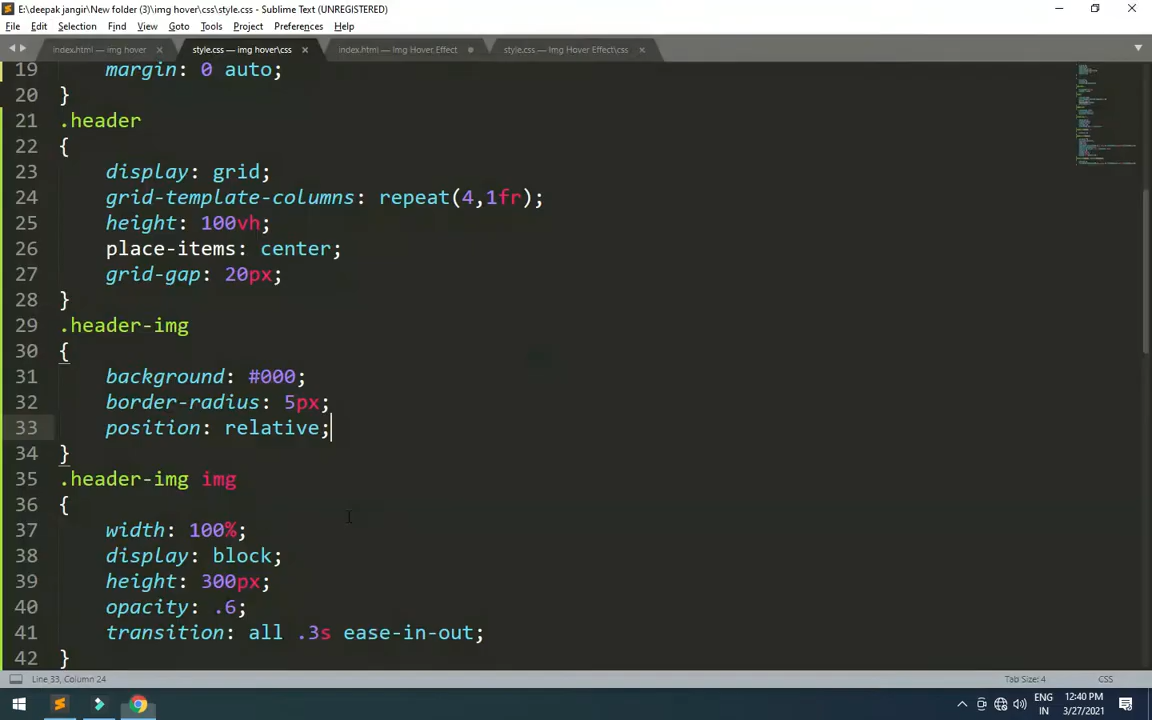 E:\deepak jangir\New folder (3)\img hover\css\style.css - Sublime Text (UNREGISTERED)
File Edit Selection Find View Goto Tools Project Preferences Help
index.html — img hover × style.css — img hover\css × index.html — Img Hover Effect style.css — Img Hover Effect\css ×
19 margin: 0 auto;
20 }
21 .header
22 {
23 display: grid;
24 grid-template-columns: repeat(4,1fr);
25 height: 100vh;
26 place-items: center;
27 grid-gap: 20px;
28 }
29 .header-img
30 {
31 background: #000;
32 border-radius: 5px;
33 position: relative;
34 }
35 .header-img img
36 {
37 width: 100%;
38 display: block;
39 height: 300px;
40 opacity: .6;
41 transition: all .3s ease-in-out;
42 }
Line 33, Column 24 Tab Size: 4 CSS
ENG 12:40 PM
IN 3/27/2021